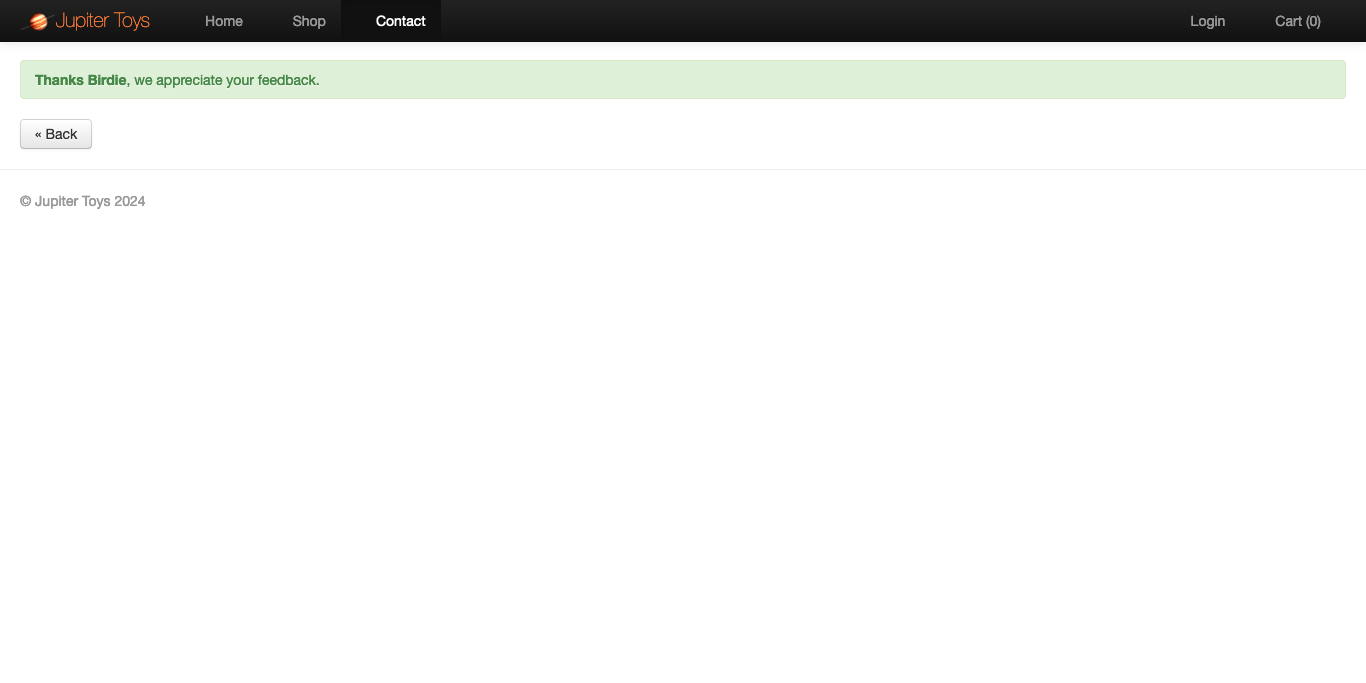 Jupiter Toys Home Shop Contact Login Cart (0)
Thanks Birdie, we appreciate your feedback.
« Back
© Jupiter Toys 2024